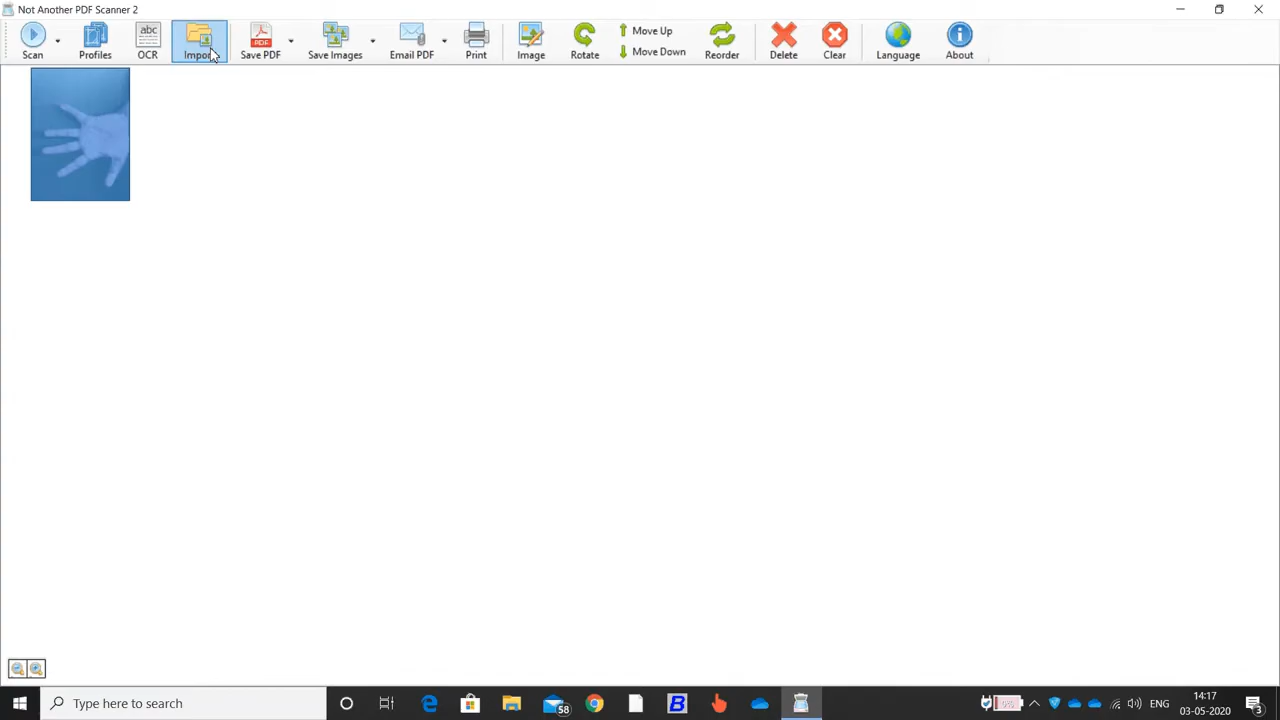 Not Another PDF Scanner 2
Scan
Profiles
abc
OCR
Import
PDF
Save PDF
Save Images
Email PDF
Print
Image
Rotate
Move Up
Move Down
Reorder
Delete
Clear
Language
About
Type here to search
58
B
ENG
14:17
03-05-2020
3